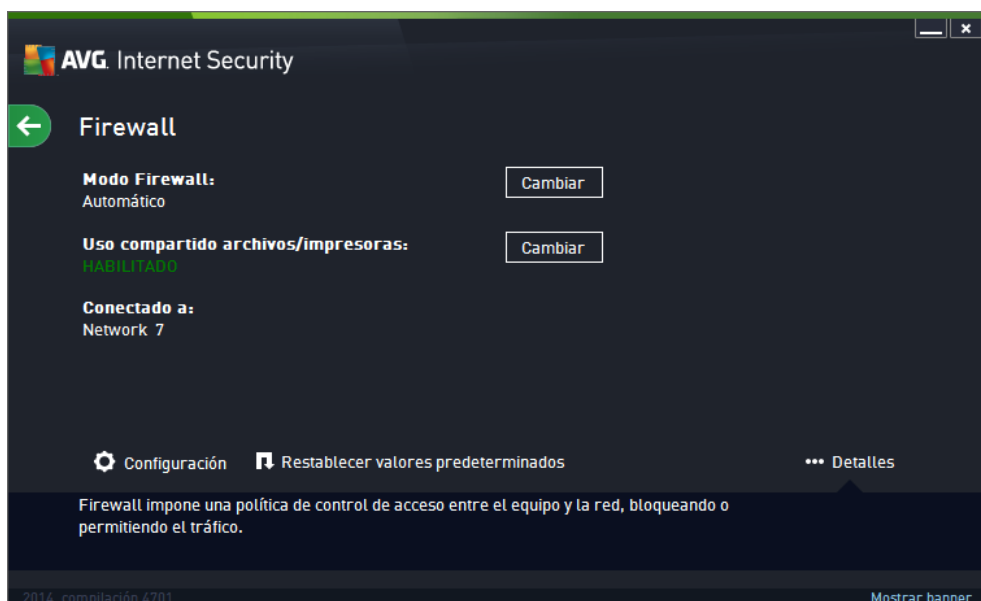 AVG. Internet Security
Firewall
Modo Firewall:
Automático
Cambiar
Uso compartido archivos/impresoras:
HABILITADO
Cambiar
Conectado a:
Network 7
Configuración
Restablecer valores predeterminados
••• Detalles
Firewall impone una política de control de acceso entre el equipo y la red, bloqueando o
permitiendo el tráfico.
2014 compilación 4701
Mostrar banner